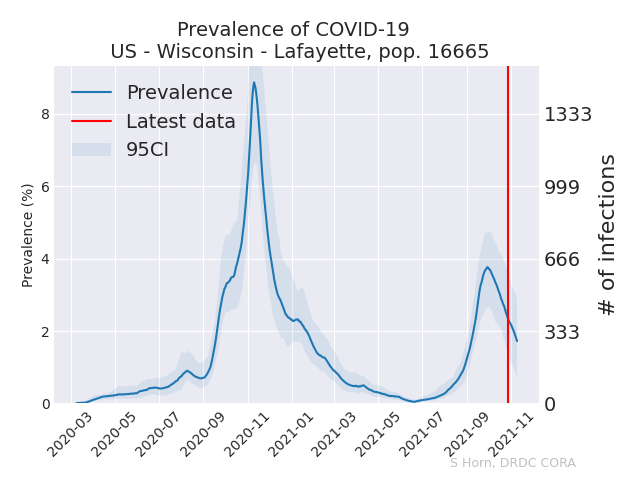 Prevalence of COVID-19
US - Wisconsin - Lafayette, pop. 16665
Prevalence
Latest data
95CI
Prevalence (%)
8
6
4
2
0
1333
999
666
333
0
# of infections
2020-03
2020-05
2020-07
2020-09
2020-11
2021-01
2021-03
2021-05
2021-07
2021-09
2021-11
S Horn, DRDC CORA